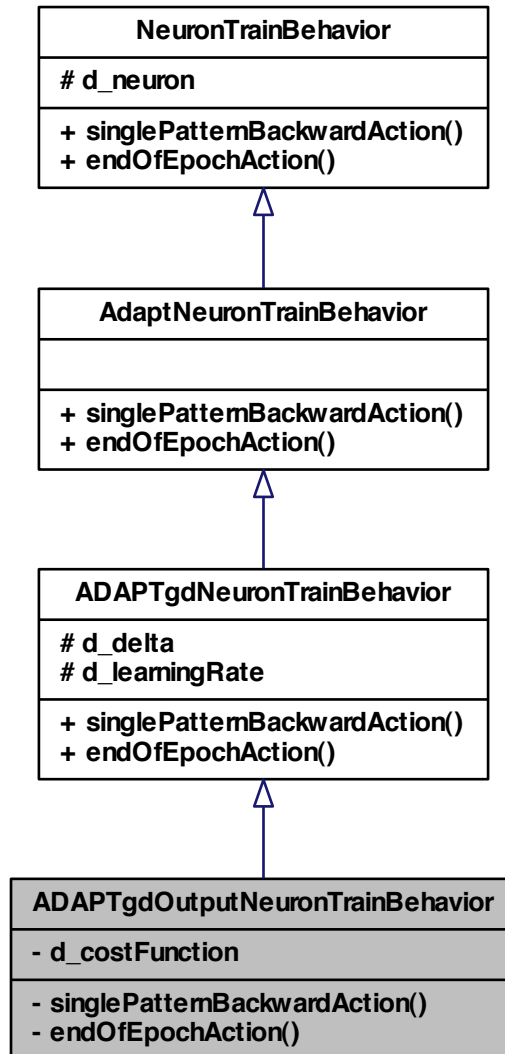 NeuronTrainBehavior
# d_neuron
+ singlePatternBackwardAction()
+ endOfEpochAction()
AdaptNeuronTrainBehavior
+ singlePatternBackwardAction()
+ endOfEpochAction()
ADAPTgdNeuronTrainBehavior
# d_delta
# d_learningRate
+ singlePatternBackwardAction()
+ endOfEpochAction()
ADAPTgdOutputNeuronTrainBehavior
- d_costFunction
- singlePatternBackwardAction()
- endOfEpochAction()